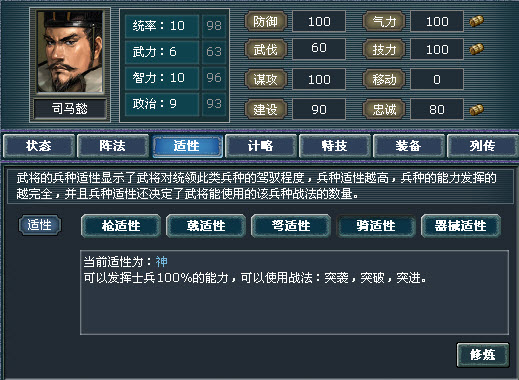 统率：10 98 防御 100 气力 100
武力：6 63 武伐 60 技力 100
智力：10 96 谋攻 100 移动 0
政治：9 93 建设 90 忠诚 80
司马懿
状态 阵法 适性 计略 特技 装备 列传
武将的兵种适性显示了武将对统领此类兵种的驾驭程度，兵种适性越高，兵种的能力发挥的
越完全，并且兵种适性还决定了武将能使用的该兵种战法的数量。
适性 枪适性 戟适性 弩适性 骑适性 器械适性
当前适性为：神
可以发挥士兵100%的能力，可以使用战法：突袭，突破，突进。
修炼